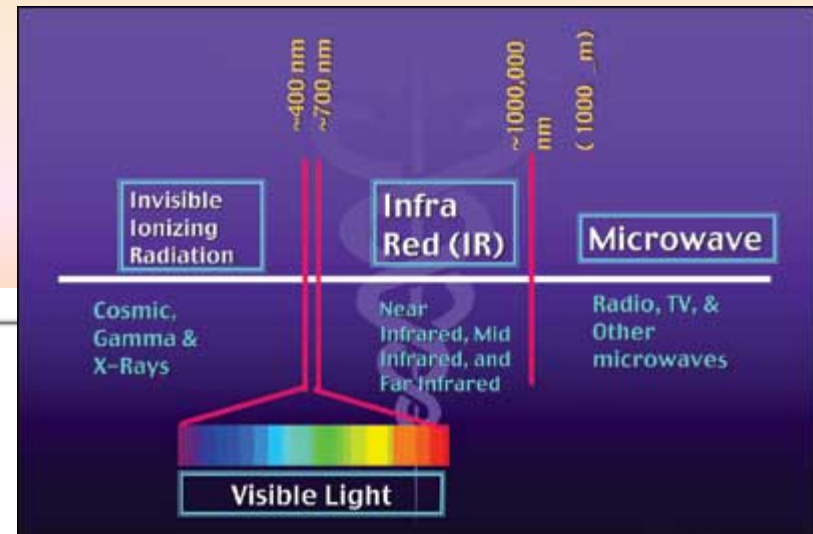 ~400 nm
~700 nm
~1000,000
nm
( 1000 _m)
Invisible
Ionizing
Radiation
Infra
Red (IR)
Microwave
Cosmic,
Gamma &
X-Rays
Near
Infrared, Mid
Infrared, and
Far Infrared
Radio, TV, &
Other
microwaves
Visible Light